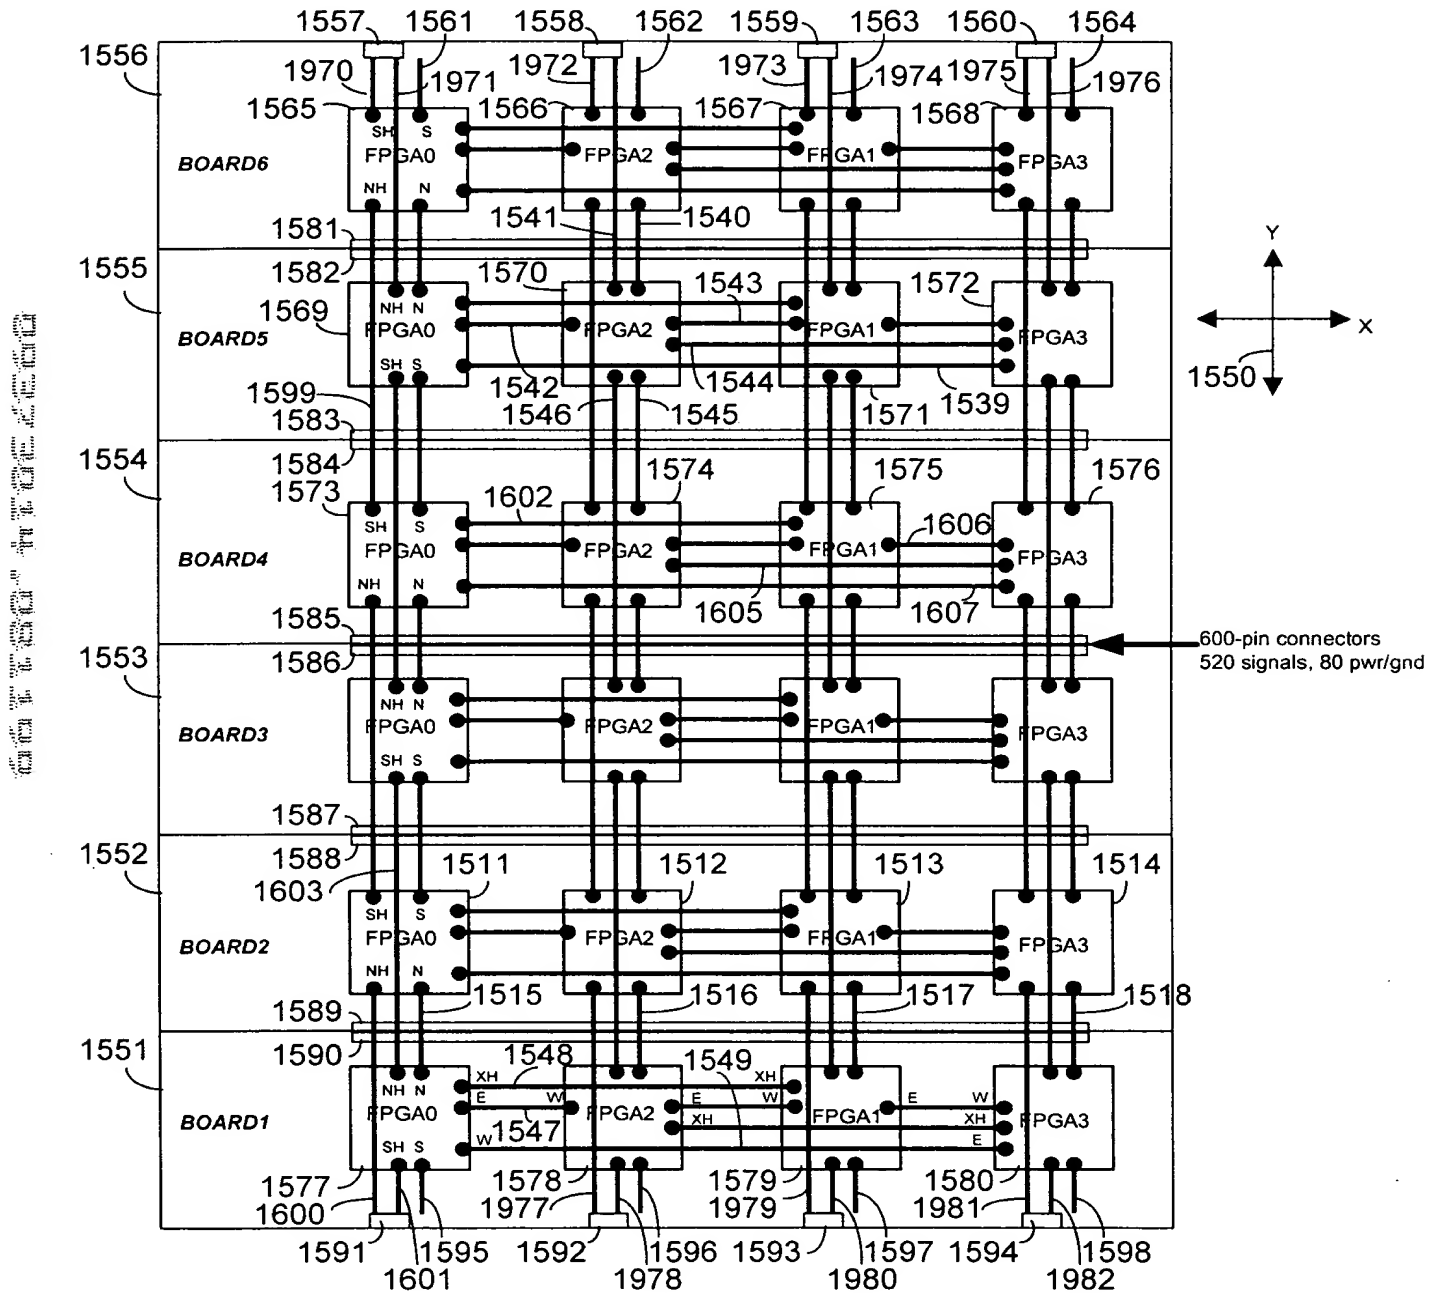 1557 1561 1558 1562 1559 1563 1560 1564
1556
1970 1971 1972 1973 1974 1975 1976
1565 1566 1567 1568
SH S
FPGA0 FPGA2 FPGA1 FPGA3
BOARD6
NH N
1541 1540
1581
1582
Y
1555
1570 1543 1572
1569
NH N
FPGA0 FPGA2 FPGA1 FPGA3
X
BOARD5
SH S
1542 1544 1539 1550
1599 1546 1545 1571
1583
1584
1554
1573 1602 1574 1575 1576
SH S
FPGA0 FPGA2 FPGA1 FPGA3
1606
BOARD4
NH N
1605 1607
1585
1586
600-pin connectors
520 signals, 80 pwr/gnd
1553
NH N
FPGA0 FPGA2 FPGA1 FPGA3
BOARD3
SH S
1587
1588
1552
1603 1511 1512 1513 1514
SH S
FPGA0 FPGA2 FPGA1 FPGA3
BOARD2
NH N
1515 1516 1517 1518
1589
1590
1551
1548 1549
XH XH
NH N
E W E W E W
FPGA0 FPGA2 FPGA1 FPGA3
BOARD1
1547
XH XH
SH S
W E
1577 1578 1579 1580
1600 1977 1979 1981
1591 1595 1592 1596 1593 1597 1594 1598
1601 1978 1980 1982